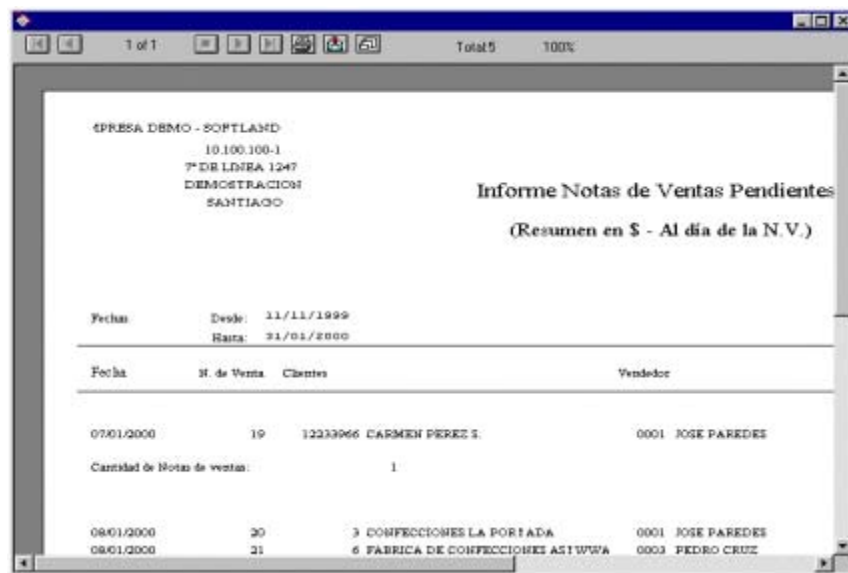 1 of 1 Total:5 100%
EPRESA DEMO - SOFTLAND
10.100.100-1
7º DE LINEA 1247
DEMOSTRACION
SANTIAGO
Informe Notas de Ventas Pendientes
(Resumen en $ - Al día de la N.V.)
Fechas Desde: 11/11/1999
Hasta: 31/01/2000
Fecha N. de Venta Clientes Vendedor
07/01/2000 19 12233966 CARMEN PEREZ S. 0001 JOSE PAREDES
Cantidad de Notas de ventas: 1
08/01/2000 20 3 CONFECCIONES LA PORTADA 0001 JOSE PAREDES
08/01/2000 21 6 FABRICA DE CONFECCIONES 0003 PEDRO CRUZ